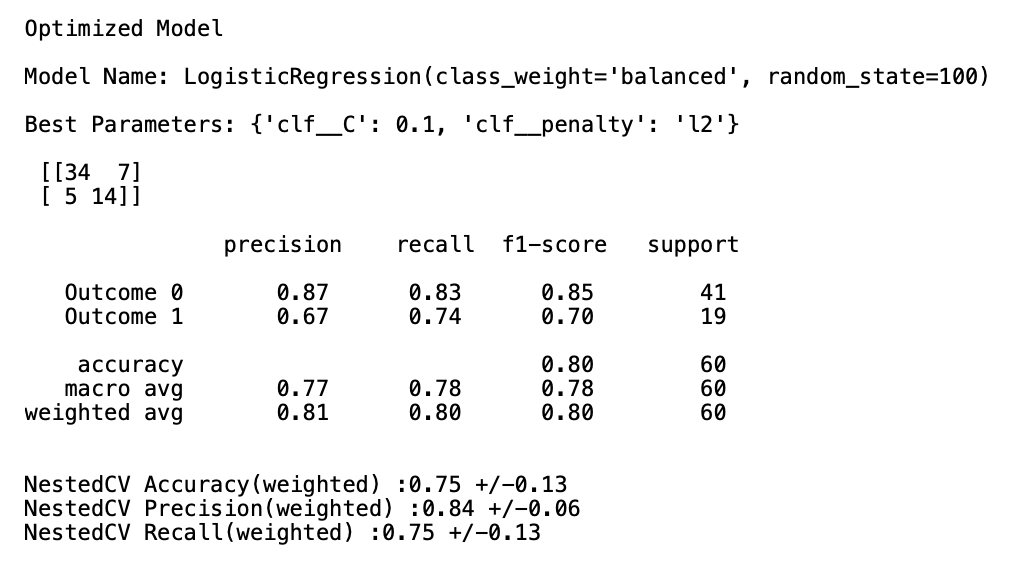 Optimized Model
Model Name: LogisticRegression(class_weight='balanced', random_state=100)
Best Parameters: {'clf__C': 0.1, 'clf__penalty': 'l2'}
[[34  7]
[ 5 14]]
precision recall f1-score support
Outcome 0 0.87 0.83 0.85 41
Outcome 1 0.67 0.74 0.70 19
accuracy 0.80 60
macro avg 0.77 0.78 0.78 60
weighted avg 0.81 0.80 0.80 60
NestedCV Accuracy(weighted) :0.75 +/-0.13
NestedCV Precision(weighted) :0.84 +/-0.06
NestedCV Recall(weighted) :0.75 +/-0.13